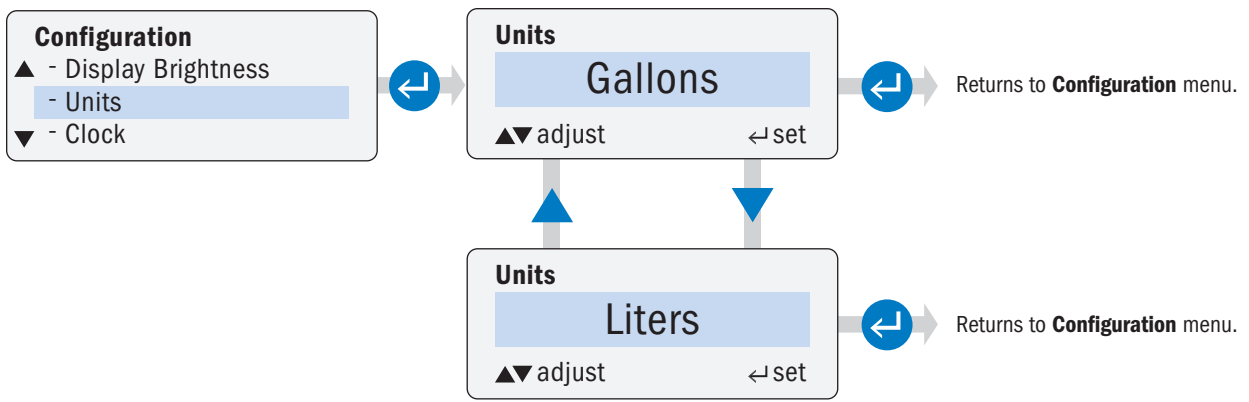 Configuration
▲ - Display Brightness
- Units
▼ - Clock
Units
Gallons
▲▼ adjust ↵ set
Returns to Configuration menu.
Units
Liters
▲▼ adjust ↵ set
Returns to Configuration menu.